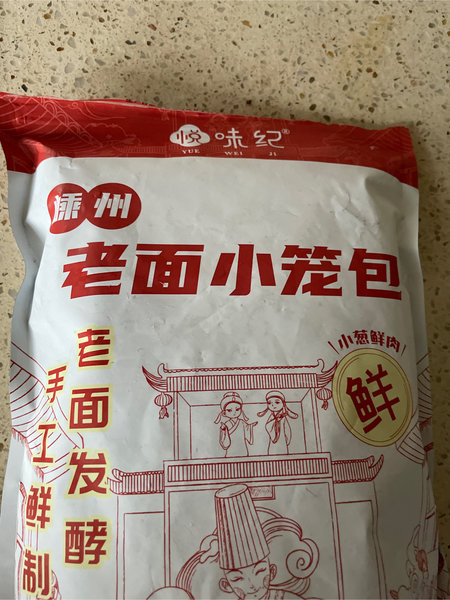 悦味纪®
YUE WEI JI
嵊州
老面小笼包
小葱鲜肉
鲜
老面发酵
手工鲜制